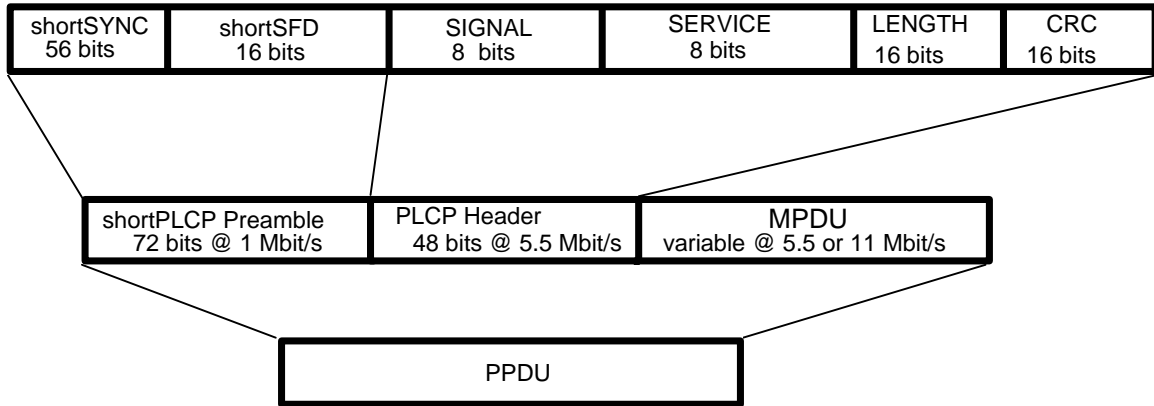 shortSYNC
56 bits
shortSFD
16 bits
SIGNAL
8 bits
SERVICE
8 bits
LENGTH
16 bits
CRC
16 bits
shortPLCP Preamble
72 bits @ 1 Mbit/s
PLCP Header
48 bits @ 5.5 Mbit/s
MPDU
variable @ 5.5 or 11 Mbit/s
PPDU